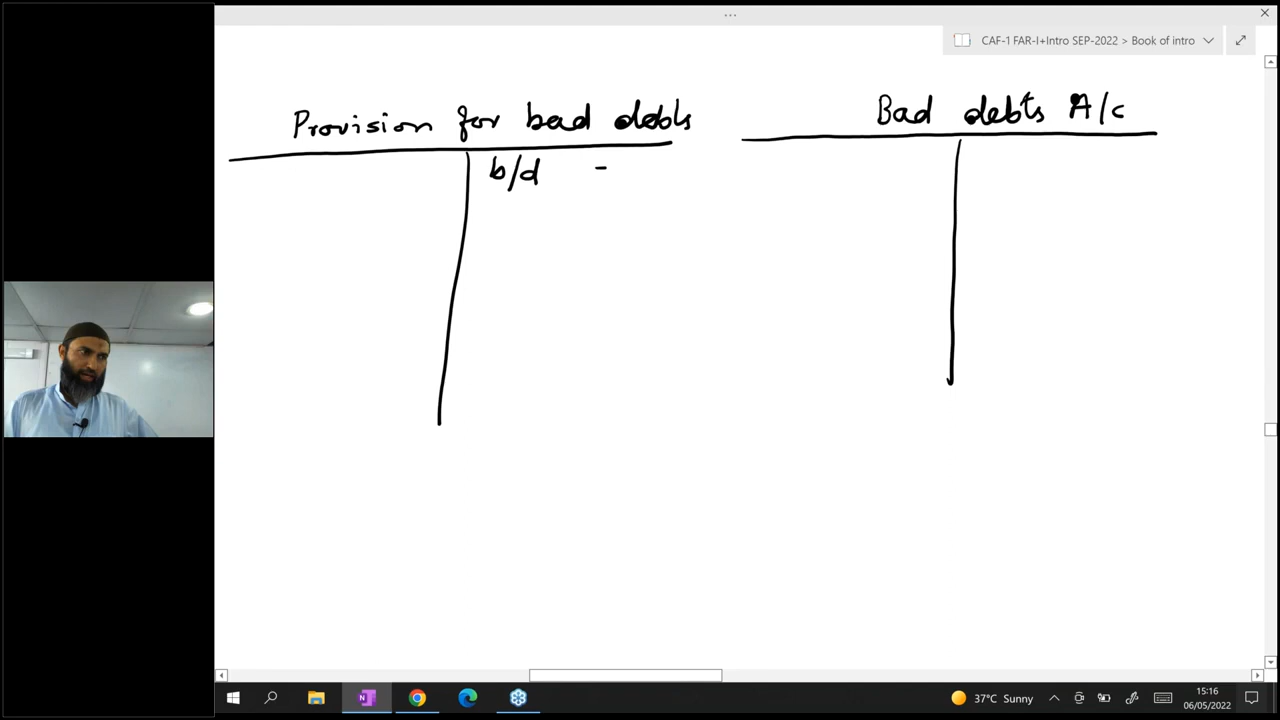 CAF-1 FAR-I+Intro SEP-2022 > Book of intro
Provision for bad debts
Bad debts A/c
b/d -
37°C Sunny
15:16
06/05/2022